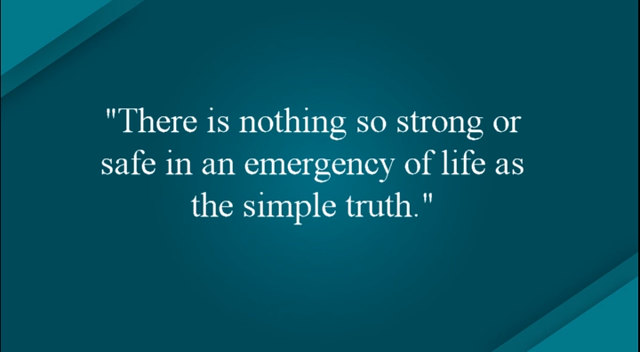 "There is nothing so strong or
safe in an emergency of life as
the simple truth."